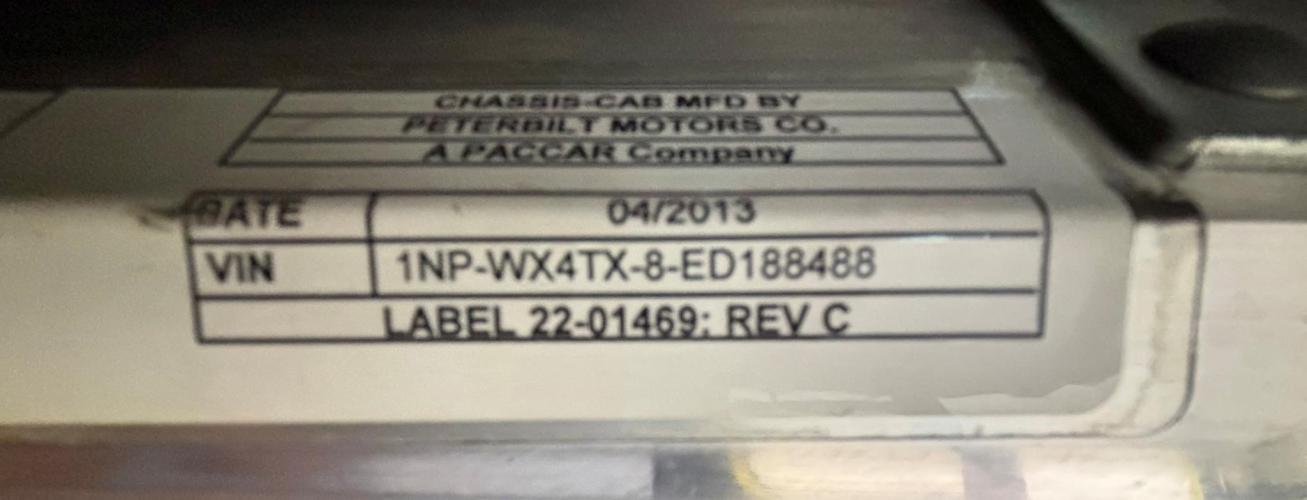 CHASSIS-CAB MFD BY
PETERBILT MOTORS CO.
A PACCAR Company
DATE 04/2013
VIN 1NP-WX4TX-8-ED188488
LABEL 22-01469: REV C